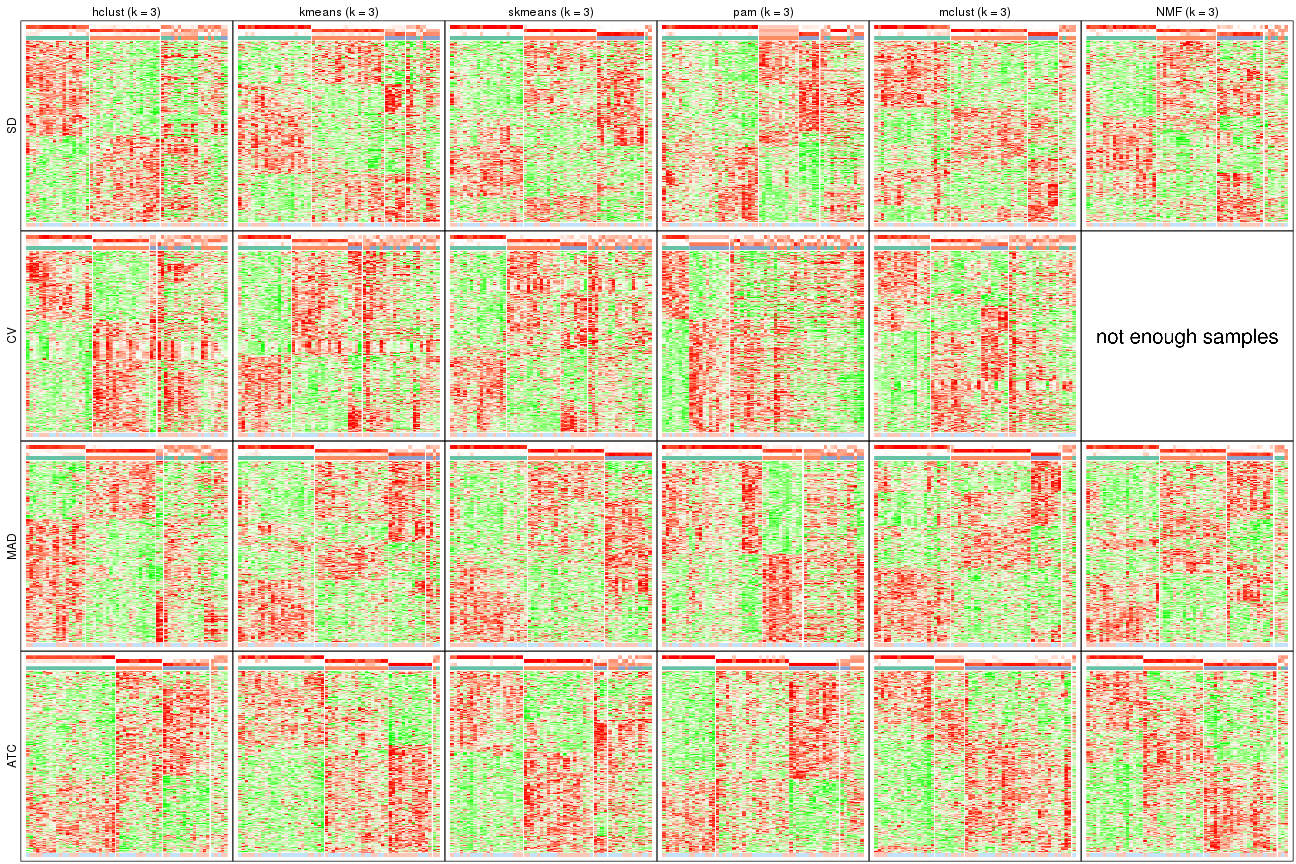 hclust (k = 3) kmeans (k = 3) skmeans (k = 3) pam (k = 3) mclust (k = 3) NMF (k = 3)
SD
CV
not enough samples
MAD
ATC